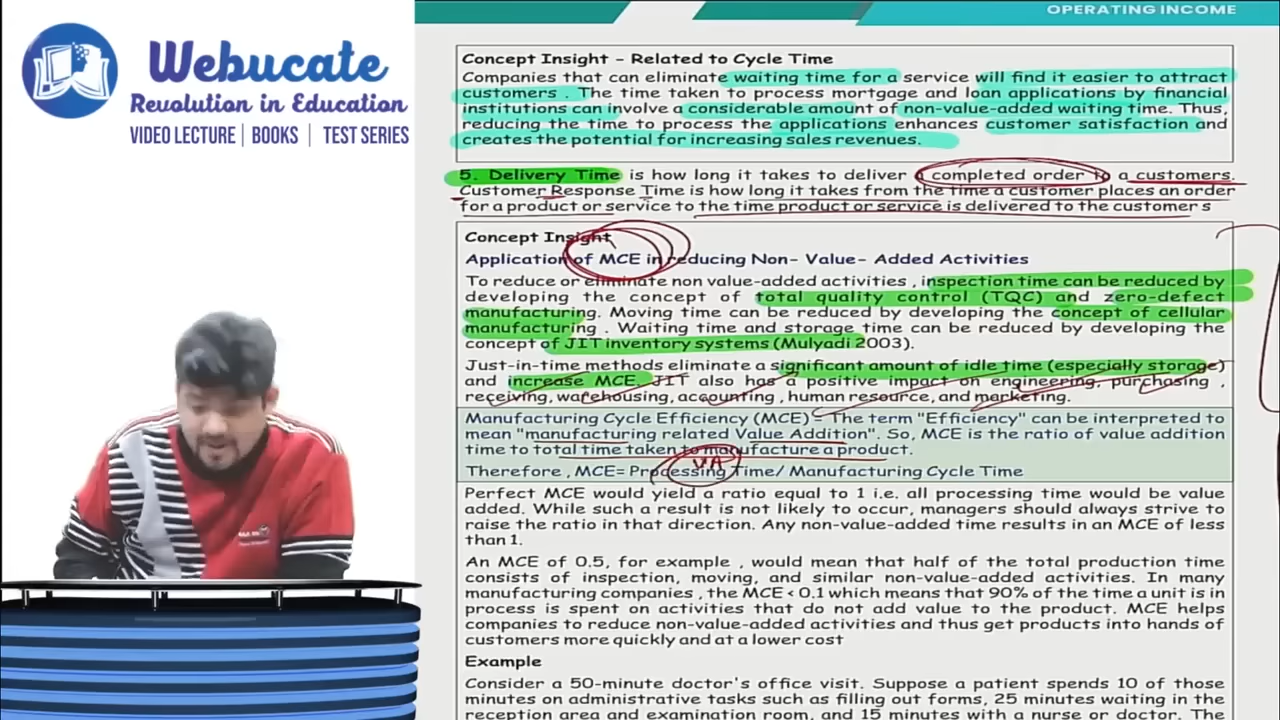 OPERATING INCOME
Webucate
Revolution in Education
VIDEO LECTURE | BOOKS | TEST SERIES
Concept Insight - Related to Cycle Time
Companies that can eliminate waiting time for a service will find it easier to attract
customers . The time taken to process mortgage and loan applications by financial
institutions can involve a considerable amount of non-value-added waiting time. Thus,
reducing the time to process the applications enhances customer satisfaction and
creates the potential for increasing sales revenues.
5. Delivery Time is how long it takes to deliver a completed order to a customers.
Customer Response Time is how long it takes from the time a customer places an order
for a product or service to the time product or service is delivered to the customer's
Concept Insight
Application of MCE in reducing Non- Value- Added Activities
To reduce or eliminate non value-added activities , inspection time can be reduced by
developing the concept of total quality control (TQC) and zero-defect
manufacturing. Moving time can be reduced by developing the concept of cellular
manufacturing . Waiting time and storage time can be reduced by developing the
concept of JIT inventory systems (Mulyadi 2003).
Just-in-time methods eliminate a significant amount of idle time (especially storage)
and increase MCE. JIT also has a positive impact on engineering, purchasing ,
receiving, warehousing, accounting , human resource, and marketing.
Manufacturing Cycle Efficiency (MCE) = The term "Efficiency" can be interpreted to
mean "manufacturing related Value Addition". So, MCE is the ratio of value addition
time to total time taken to manufacture a product.
VA
Therefore , MCE= Processing Time/ Manufacturing Cycle Time
Perfect MCE would yield a ratio equal to 1 i.e. all processing time would be value
added. While such a result is not likely to occur, managers should always strive to
raise the ratio in that direction. Any non-value-added time results in an MCE of less
than 1.
An MCE of 0.5, for example , would mean that half of the total production time
consists of inspection, moving, and similar non-value-added activities. In many
manufacturing companies , the MCE < 0.1 which means that 90% of the time a unit is in
process is spent on activities that do not add value to the product. MCE helps
companies to reduce non-value-added activities and thus get products into hands of
customers more quickly and at a lower cost
Example
Consider a 50-minute doctor's office visit. Suppose a patient spends 10 of those
minutes on administrative tasks such as filling out forms, 25 minutes waiting in the
reception area and examination room, and 15 minutes with a nurse or doctor. The